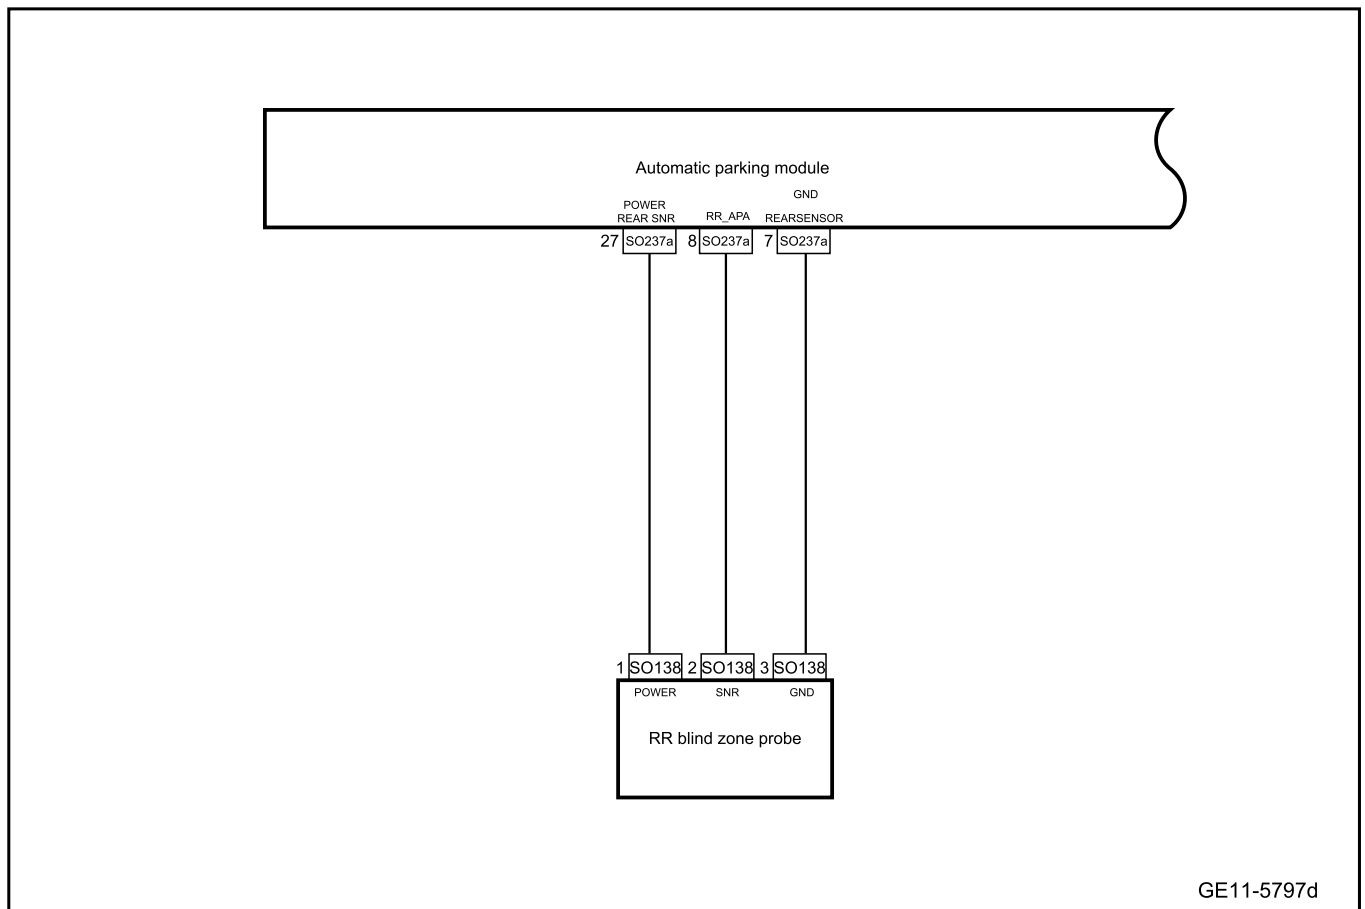 Automatic parking module
POWER
REAR SNR
RR_APA
GND
REARSENSOR
27 SO237a 8 SO237a 7 SO237a
1 SO138 2 SO138 3 SO138
POWER SNR GND
RR blind zone probe
GE11-5797d